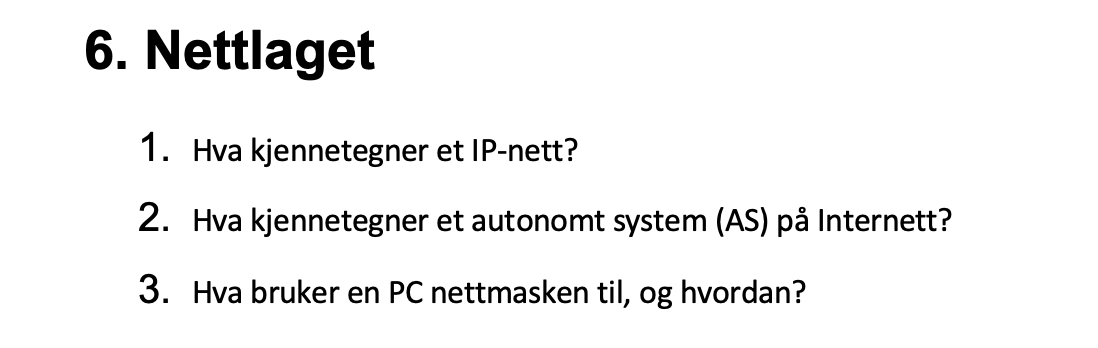 6. Nettlaget
1. Hva kjennetegner et IP-nett?
2. Hva kjennetegner et autonomt system (AS) på Internett?
3. Hva bruker en PC nettmasken til, og hvordan?